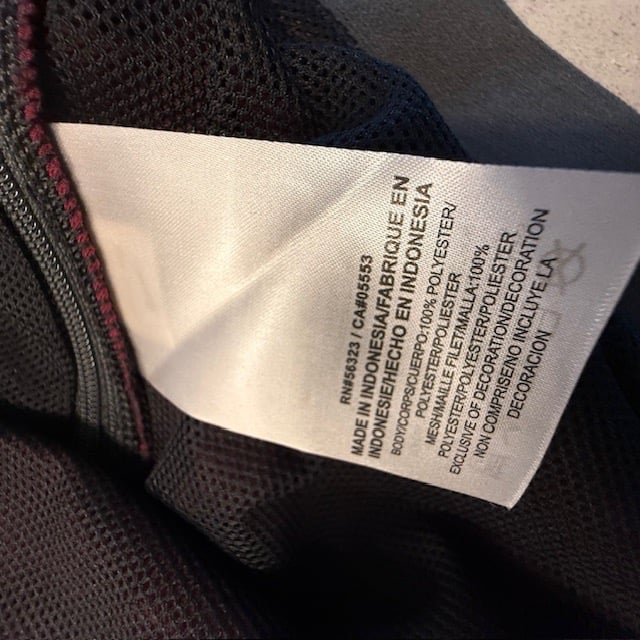 RN#56323 / CA#05553
MADE IN INDONESIA/FABRIQUE EN
INDONESIE/HECHO EN INDONESIA
BODY/CORPS/CUERPO:100% POLYESTER/
POLYESTER/POLIESTER
MESH/MAILLE FILET/MALLA:100%
POLYESTER/POLYESTER/POLIESTER
EXCLUSIVE OF DECORATION/DECORATION
NON COMPRISE/NO INCLUYE LA
DECORACION